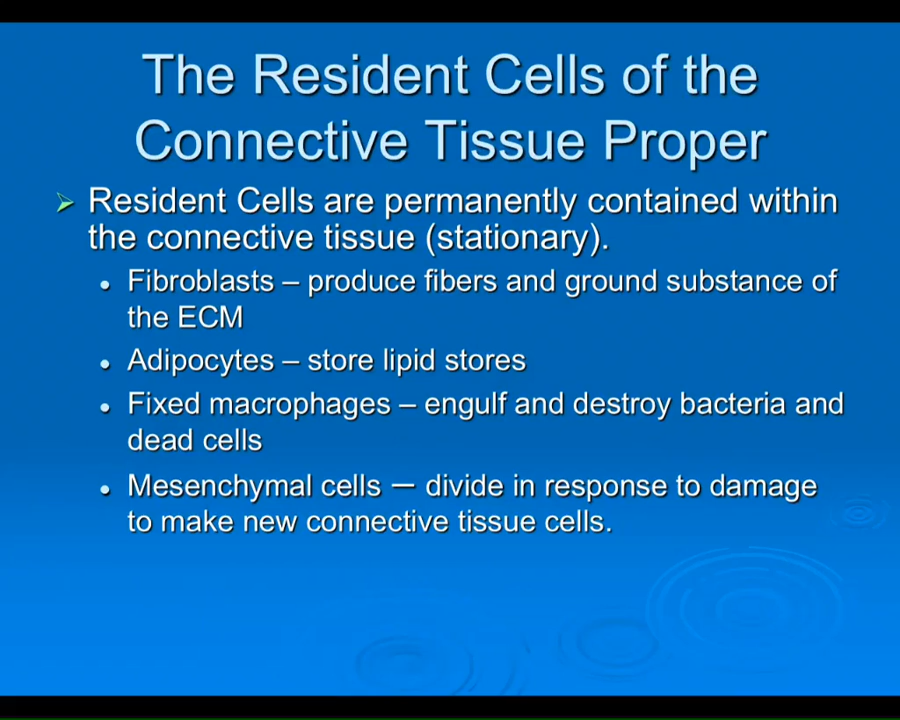 The Resident Cells of the
Connective Tissue Proper
Resident Cells are permanently contained within
the connective tissue (stationary).
Fibroblasts – produce fibers and ground substance of
the ECM
Adipocytes – store lipid stores
Fixed macrophages – engulf and destroy bacteria and
dead cells
Mesenchymal cells – divide in response to damage
to make new connective tissue cells.